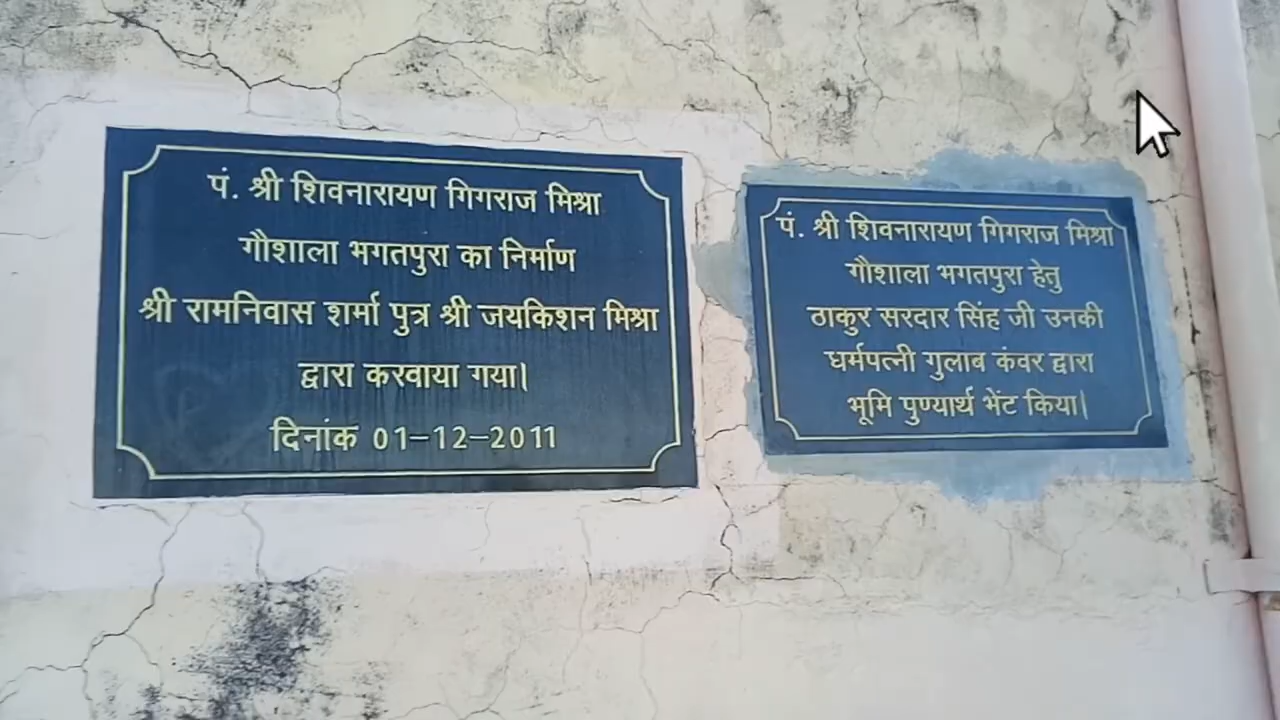 पं. श्री शिवनारायण गिगराज मिश्रा
गौशाला भगतपुरा का निर्माण
श्री रामनिवास शर्मा पुत्र श्री जयकिशन मिश्रा
द्वारा करवाया गया|
दिनांक 01-12-2011
पं. श्री शिवनारायण गिगराज मिश्रा
गौशाला भगतपुरा हेतु
ठाकुर सरदार सिंह जी उनकी
धर्मपत्नी गुलाब कंवर द्वारा
भूमि पुण्यार्थ भेंट किया|